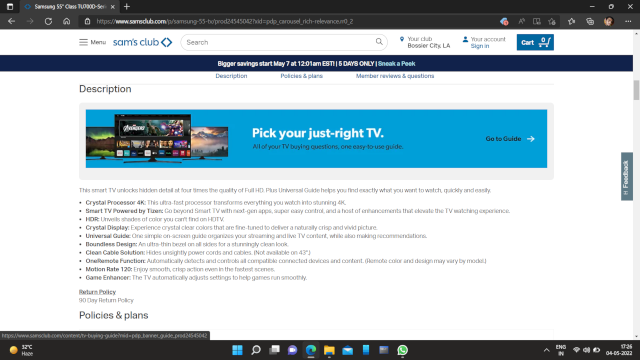 Samsung 55" Class TU700D-Seri
https://www.samsclub.com/p/samsung-55-tv/prod24545042?xid=pdp_carousel_rich-relevance.rr0_2
Menu
sam's club
Search
Your club
Bossier City, LA
Your account
Sign in
Cart 0
Bigger savings start May 7 at 12:01am EST! | 5 DAYS ONLY | Sneak a Peek
Description
Policies & plans
Member reviews & questions
Description
Pick your just-right TV.
All of your TV buying questions, one easy-to-use guide.
Go to Guide
AVENGERS
This smart TV unlocks hidden detail at four times the quality of Full HD. Plus Universal Guide helps you find exactly what you want to watch, quickly and easily.
• Crystal Processor 4K: This ultra-fast processor transforms everything you watch into stunning 4K.
• Smart TV Powered by Tizen: Go beyond Smart TV with next-gen apps, super easy control, and a host of enhancements that elevate the TV watching experience.
• HDR: Unveils shades of color you can't find on HDTV.
• Crystal Display: Experience crystal clear colors that are fine-tuned to deliver a naturally crisp and vivid picture.
• Universal Guide: One simple on-screen guide organizes your streaming and live TV content, while also making recommendations.
• Boundless Design: An ultra-thin bezel on all sides for a stunningly clean look.
• Clean Cable Solution: Hides unsightly power cords and cables. (Not available on 43".)
• OneRemote Function: Automatically detects and controls all compatible connected devices and content. (Remote color and design may vary by model.)
• Motion Rate 120: Enjoy smooth, crisp action even in the fastest scenes.
• Game Enhancer: The TV automatically adjusts settings to help games run smoothly.
Return Policy
90 Day Return Policy
Policies & plans
Feedback
https://www.samsclub.com/content/tv-buying-guide/?xid=pdp_banner_guide_prod24545042
32°C
Haze
ENG
IN
17:26
04-05-2022